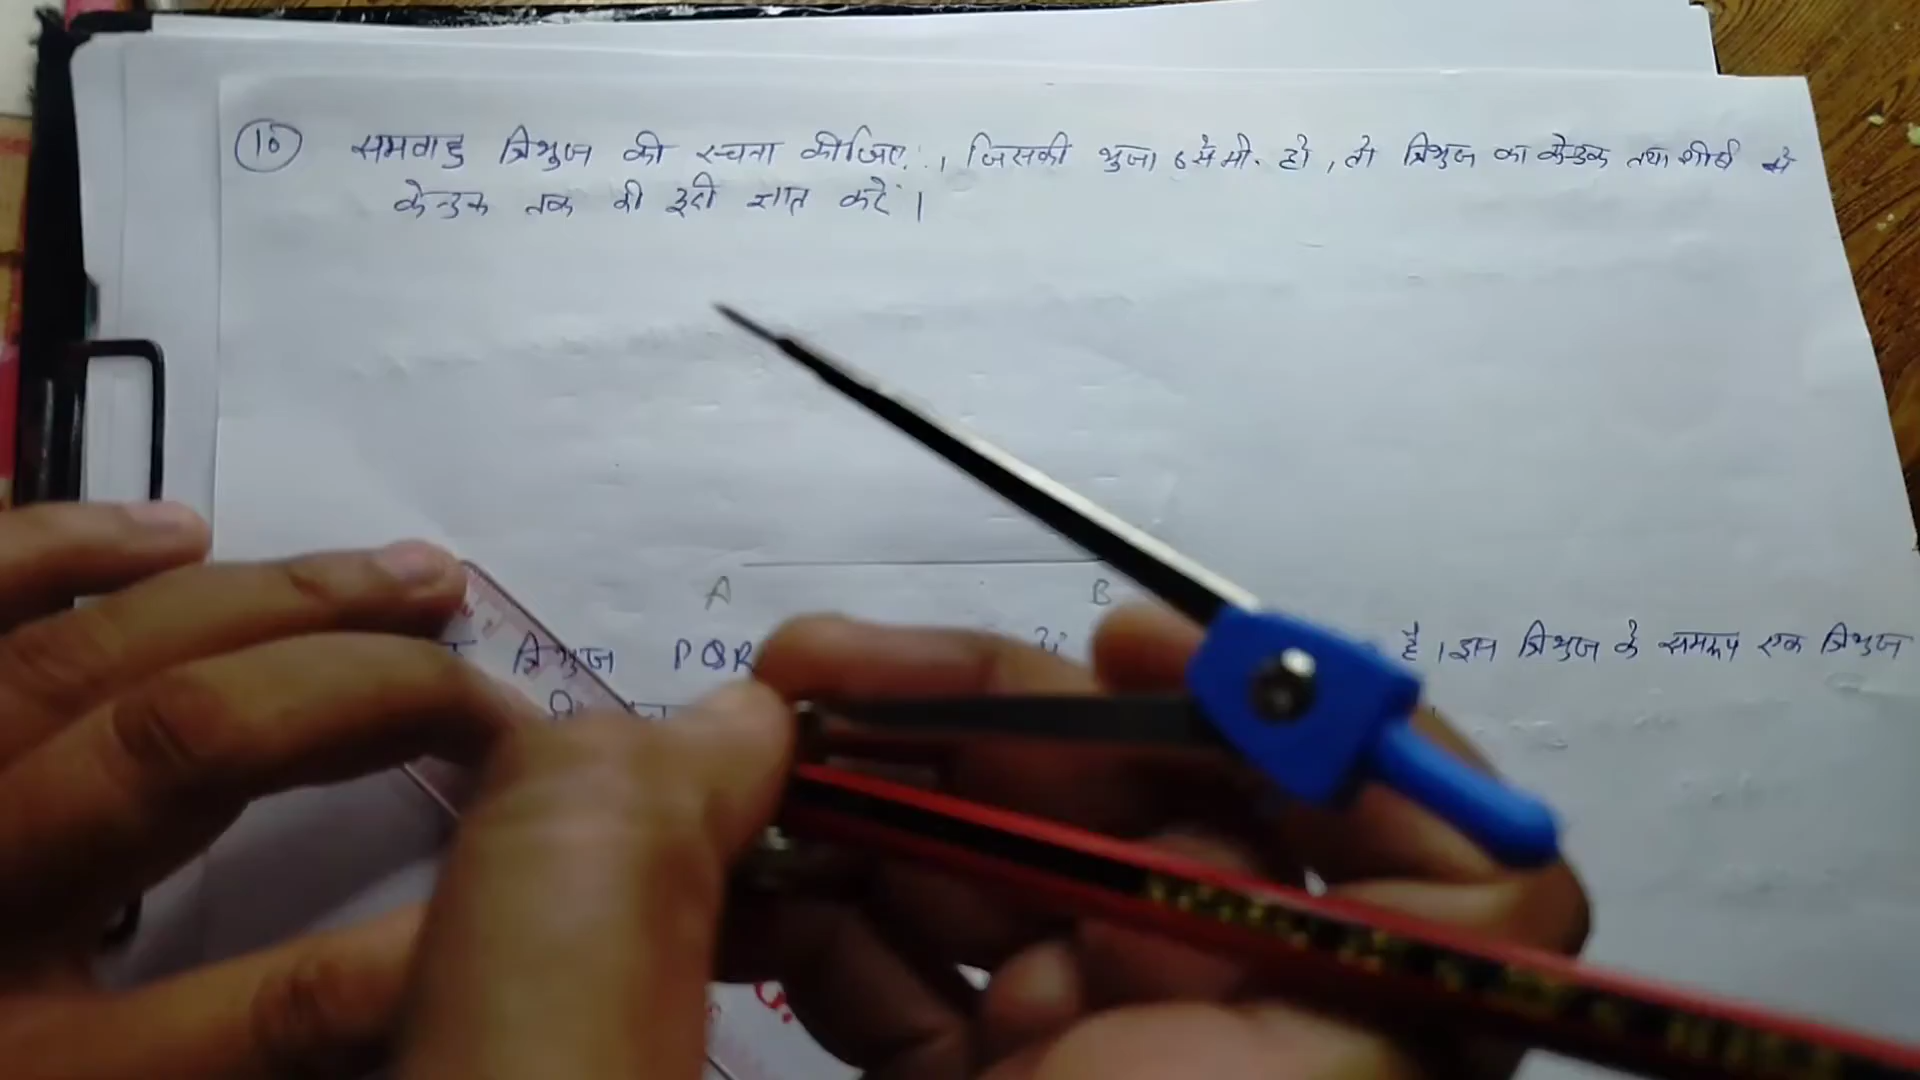 10 समबाहु त्रिभुज की रचना कीजिए, जिसकी भुजा 6 से मी. हो, तो त्रिभुज का केन्द्रक तथा शीर्ष से
केन्द्रक तक की दूरी ज्ञात करें।
A B
त्रिभुज PQR है। इस त्रिभुज के समरूप एक त्रिभुज